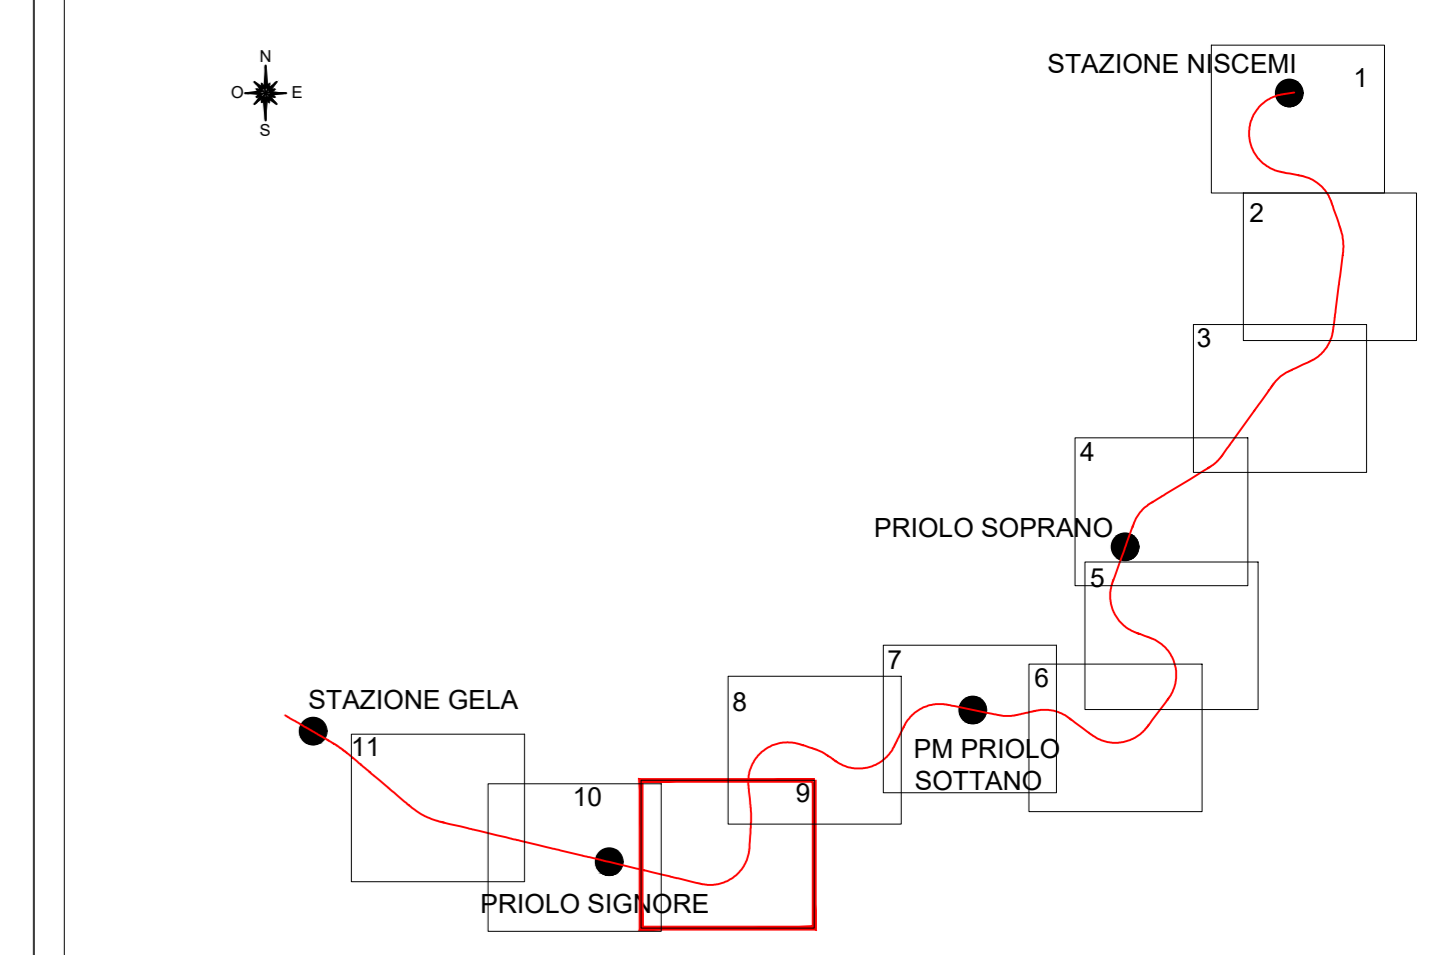 N
O E
S
STAZIONE NISCEMI
1
2
3
4
PRIOLO SOPRANO
5
7
6
8
STAZIONE GELA
11
PM PRIOLO
SOTTANO
10
9
PRIOLO SIGNORE